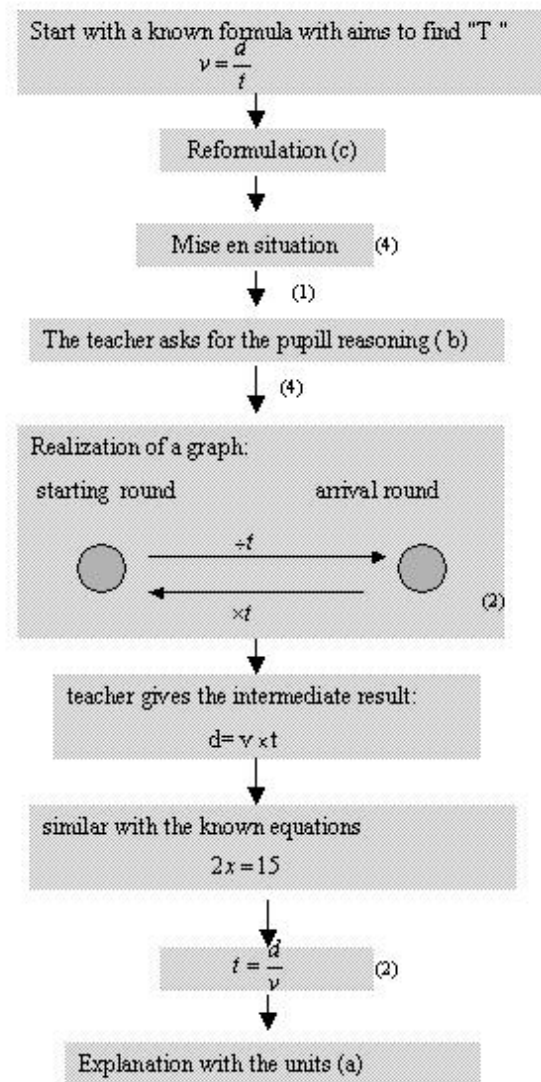 Start with a known formula with aims to find "T "
v = d/t
Reformulation (c)
Mise en situation (4)
(1)
The teacher asks for the pupill reasoning ( b)
(4)
Realization of a graph:
starting round arrival round
÷t
×t
(2)
teacher gives the intermediate result:
d= v ×t
similar with the known equations
2x = 15
t = d/v (2)
Explanation with the units (a)